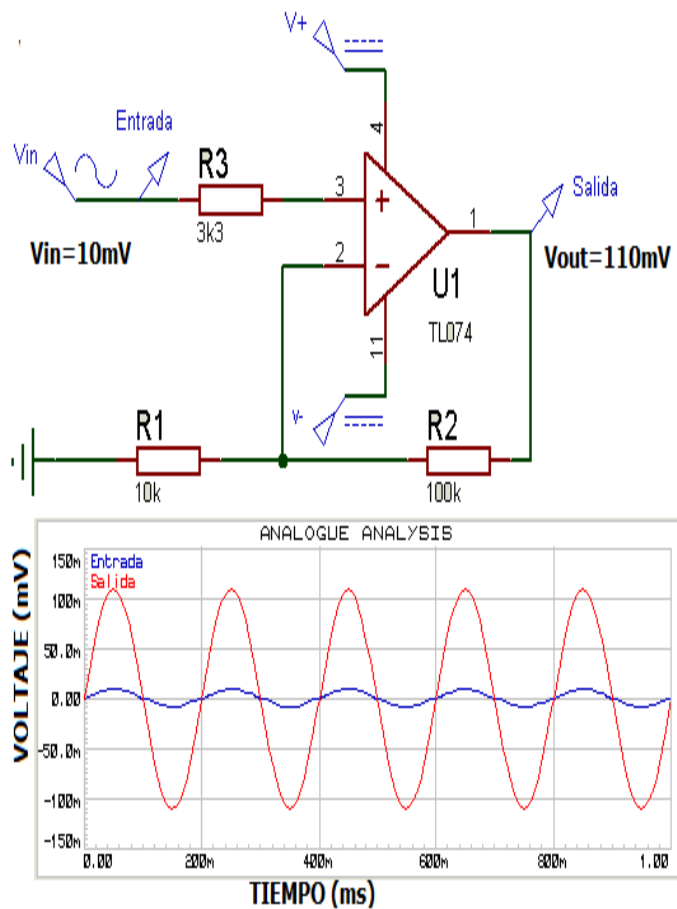 V+
Entrada
Vin
R3
4
3
3k3
+
1
Salida
Vin=10mV
2
−
Vout=110mV
U1
TL074
11
v-
R1
R2
10k
100k
ANALOGUE ANALYSIS
VOLTAJE (mV)
150m
Entrada
Salida
100m
50.0m
0.00
-50.0m
-100m
-150m
0.00 200m 400m 600m 800m 1.00
TIEMPO (ms)